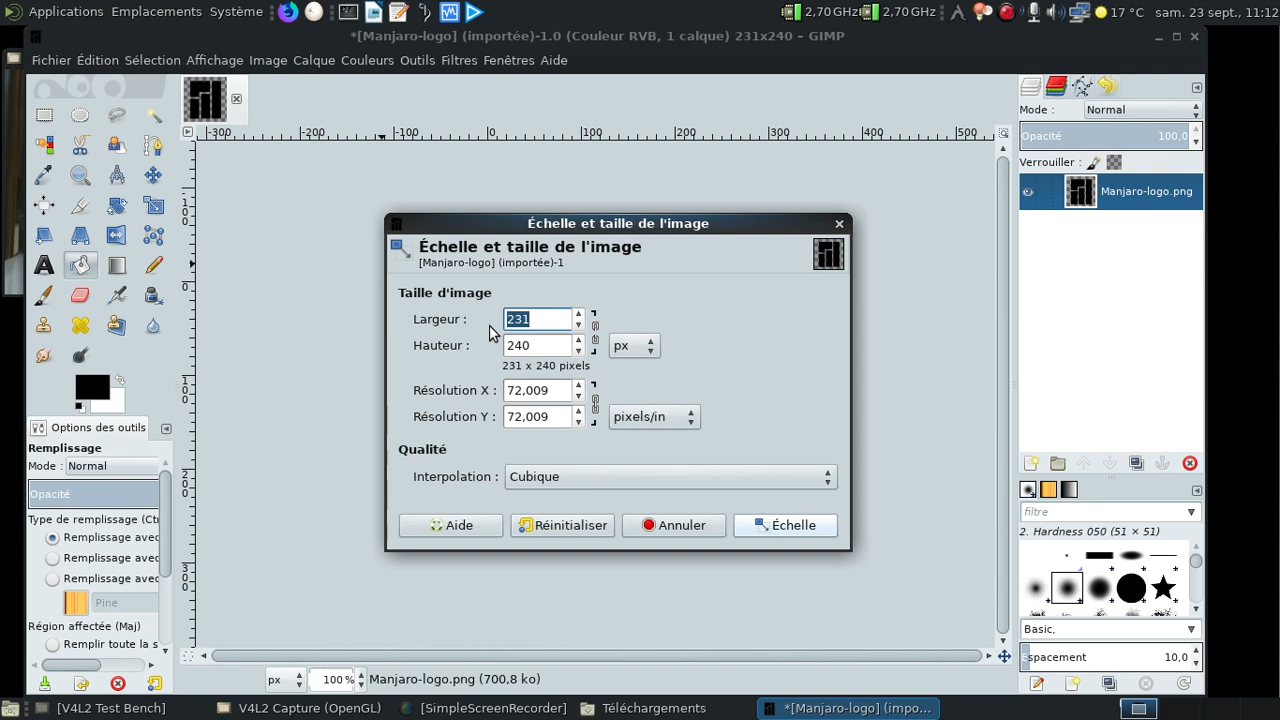 Applications Emplacements Système 2,70 GHz 2,70 GHz 17 °C sam. 23 sept., 11:12
*[Manjaro-logo] (importée)-1.0 (Couleur RVB, 1 calque) 231x240 – GIMP
Fichier Édition Sélection Affichage Image Calque Couleurs Outils Filtres Fenêtres Aide
-300 -200 -100 0 100 200 300 400 500
Mode : Normal
Opacité 100,0
Verrouiller :
Manjaro-logo.png
-100
0
100
200
300
Échelle et taille de l'image
Échelle et taille de l'image
[Manjaro-logo] (importée)-1
Taille d'image
Largeur : 231
Hauteur : 240 px
231 x 240 pixels
Résolution X : 72,009
Résolution Y : 72,009 pixels/in
Qualité
Interpolation : Cubique
Aide Réinitialiser Annuler Échelle
Options des outils
Remplissage
Mode : Normal
Opacité
Type de remplissage (Ctr
Remplissage avec
Remplissage avec
Remplissage avec
Pine
Région affectée (Maj)
Remplir toute la s
filtre
2. Hardness 050 (51 × 51)
Basic,
Espacement 10,0
px 100 % Manjaro-logo.png (700,8 ko)
[V4L2 Test Bench] V4L2 Capture (OpenGL) [SimpleScreenRecorder] Téléchargements *[Manjaro-logo] (impo...